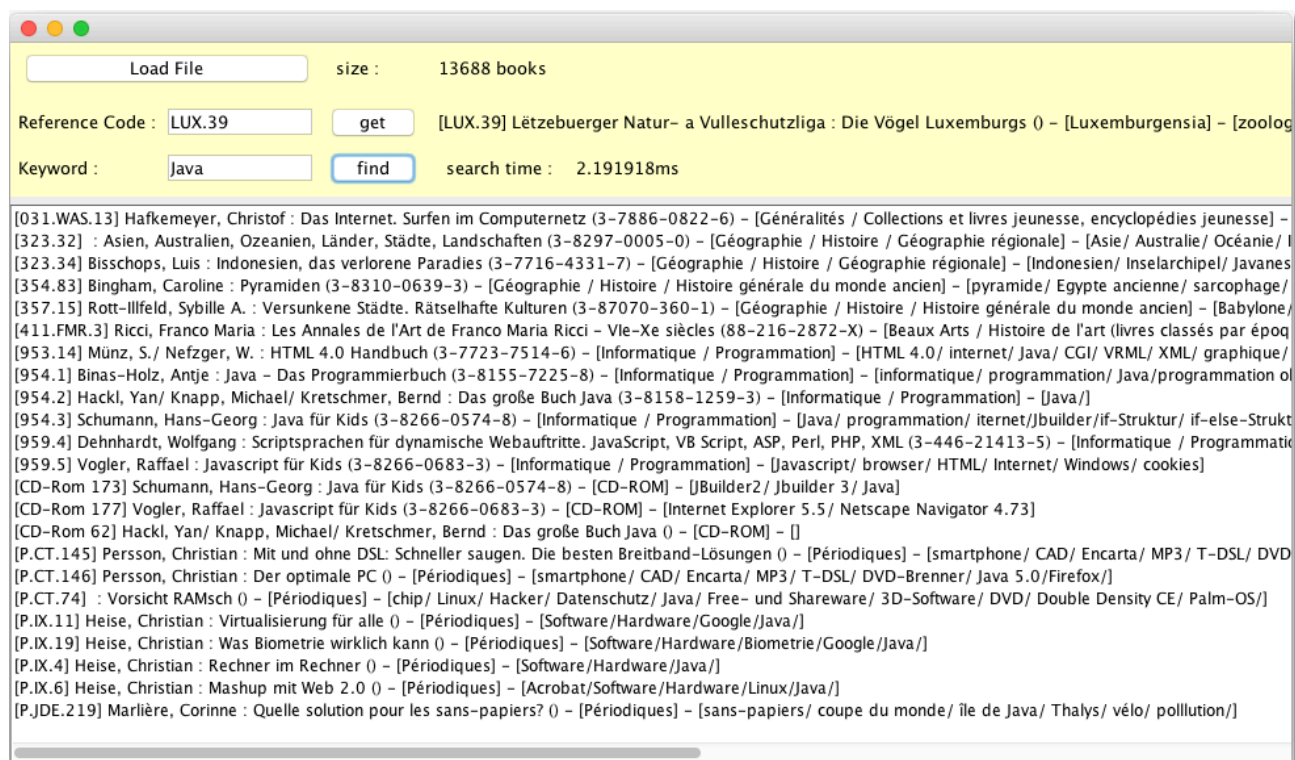 Load File size : 13688 books
Reference Code : LUX.39 get [LUX.39] Lëtzebuerger Natur- a Vulleschutzliga : Die Vögel Luxemburgs () - [Luxemburgensia] - [zoolog
Keyword : Java find search time : 2.191918ms
[031.WAS.13] Hafkemeyer, Christof : Das Internet. Surfen im Computernetz (3-7886-0822-6) - [Généralités / Collections et livres jeunesse, encyclopédies jeunesse] -
[323.32]  : Asien, Australien, Ozeanien, Länder, Städte, Landschaften (3-8297-0005-0) - [Géographie / Histoire / Géographie régionale] - [Asie/ Australie/ Océanie/
[323.34] Bisschops, Luis : Indonesien, das verlorene Paradies (3-7716-4331-7) - [Géographie / Histoire / Géographie régionale] - [Indonesien/ Inselarchipel/ Javanes
[354.83] Bingham, Caroline : Pyramiden (3-8310-0639-3) - [Géographie / Histoire / Histoire générale du monde ancien] - [pyramide/ Egypte ancienne/ sarcophage/
[357.15] Rott-Illfeld, Sybille A. : Versunkene Städte. Rätselhafte Kulturen (3-87070-360-1) - [Géographie / Histoire / Histoire générale du monde ancien] - [Babylone/
[411.FMR.3] Ricci, Franco Maria : Les Annales de l'Art de Franco Maria Ricci - VIe-Xe siècles (88-216-2872-X) - [Beaux Arts / Histoire de l'art (livres classés par époq
[953.14] Münz, S./ Nefzger, W. : HTML 4.0 Handbuch (3-7723-7514-6) - [Informatique / Programmation] - [HTML 4.0/ internet/ Java/ CGI/ VRML/ XML/ graphique/
[954.1] Binas-Holz, Antje : Java - Das Programmierbuch (3-8155-7225-8) - [Informatique / Programmation] - [informatique/ programmation/ Java/programmation o
[954.2] Hackl, Yan/ Knapp, Michael/ Kretschmer, Bernd : Das große Buch Java (3-8158-1259-3) - [Informatique / Programmation] - [Java/]
[954.3] Schumann, Hans-Georg : Java für Kids (3-8266-0574-8) - [Informatique / Programmation] - [Java/ programmation/ iternet/Jbuilder/if-Struktur/ if-else-Strukt
[959.4] Dehnhardt, Wolfgang : Scriptsprachen für dynamische Webauftritte. JavaScript, VB Script, ASP, Perl, PHP, XML (3-446-21413-5) - [Informatique / Programmatio
[959.5] Vogler, Raffael : Javascript für Kids (3-8266-0683-3) - [Informatique / Programmation] - [Javascript/ browser/ HTML/ Internet/ Windows/ cookies]
[CD-Rom 173] Schumann, Hans-Georg : Java für Kids (3-8266-0574-8) - [CD-ROM] - [JBuilder2/ Jbuilder 3/ Java]
[CD-Rom 177] Vogler, Raffael : Javascript für Kids (3-8266-0683-3) - [CD-ROM] - [Internet Explorer 5.5/ Netscape Navigator 4.73]
[CD-Rom 62] Hackl, Yan/ Knapp, Michael/ Kretschmer, Bernd : Das große Buch Java () - [CD-ROM] - []
[P.CT.145] Persson, Christian : Mit und ohne DSL: Schneller saugen. Die besten Breitband-Lösungen () - [Périodiques] - [smartphone/ CAD/ Encarta/ MP3/ T-DSL/ DVD
[P.CT.146] Persson, Christian : Der optimale PC () - [Périodiques] - [smartphone/ CAD/ Encarta/ MP3/ T-DSL/ DVD-Brenner/ Java 5.0/Firefox/]
[P.CT.74]  : Vorsicht RAMsch () - [Périodiques] - [chip/ Linux/ Hacker/ Datenschutz/ Java/ Free- und Shareware/ 3D-Software/ DVD/ Double Density CE/ Palm-OS/]
[P.IX.11] Heise, Christian : Virtualisierung für alle () - [Périodiques] - [Software/Hardware/Google/Java/]
[P.IX.19] Heise, Christian : Was Biometrie wirklich kann () - [Périodiques] - [Software/Hardware/Biometrie/Google/Java/]
[P.IX.4] Heise, Christian : Rechner im Rechner () - [Périodiques] - [Software/Hardware/Java/]
[P.IX.6] Heise, Christian : Mashup mit Web 2.0 () - [Périodiques] - [Acrobat/Software/Hardware/Linux/Java/]
[P.JDE.219] Marlière, Corinne : Quelle solution pour les sans-papiers? () - [Périodiques] - [sans-papiers/ coupe du monde/ île de Java/ Thalys/ vélo/ polllution/]